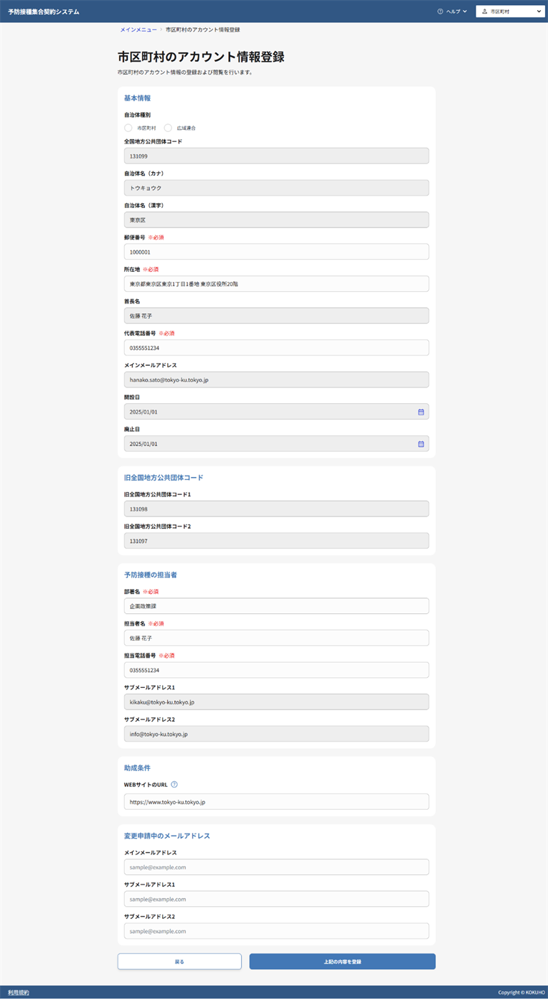 予防接種集合契約システム
ヘルプ
市区町村
メインメニュー > 市区町村のアカウント情報登録
市区町村のアカウント情報登録
市区町村のアカウント情報の登録および閲覧を行います。
基本情報
自治体種別
市区町村 広域連合
全国地方公共団体コード
131099
自治体名（カナ）
トウキョウク
自治体名（漢字）
東京区
郵便番号 ※必須
1000001
所在地 ※必須
東京都東京区東京1丁目1番地 東京区役所20階
首長名
佐藤 花子
代表電話番号 ※必須
0355551234
メインメールアドレス
hanako.sato@tokyo-ku.tokyo.jp
開設日
2025/01/01
廃止日
2025/01/01
旧全国地方公共団体コード
旧全国地方公共団体コード1
131098
旧全国地方公共団体コード2
131097
予防接種の担当者
部署名 ※必須
企画政策課
担当者名 ※必須
佐藤 花子
担当電話番号 ※必須
0355551234
サブメールアドレス1
kikaku@tokyo-ku.tokyo.jp
サブメールアドレス2
info@tokyo-ku.tokyo.jp
助成条件
WEBサイトのURL ?
https://www.tokyo-ku.tokyo.jp
変更申請中のメールアドレス
メインメールアドレス
sample@example.com
サブメールアドレス1
sample@example.com
サブメールアドレス2
sample@example.com
戻る
上記の内容を登録
利用規約
Copyright © KOKUHO